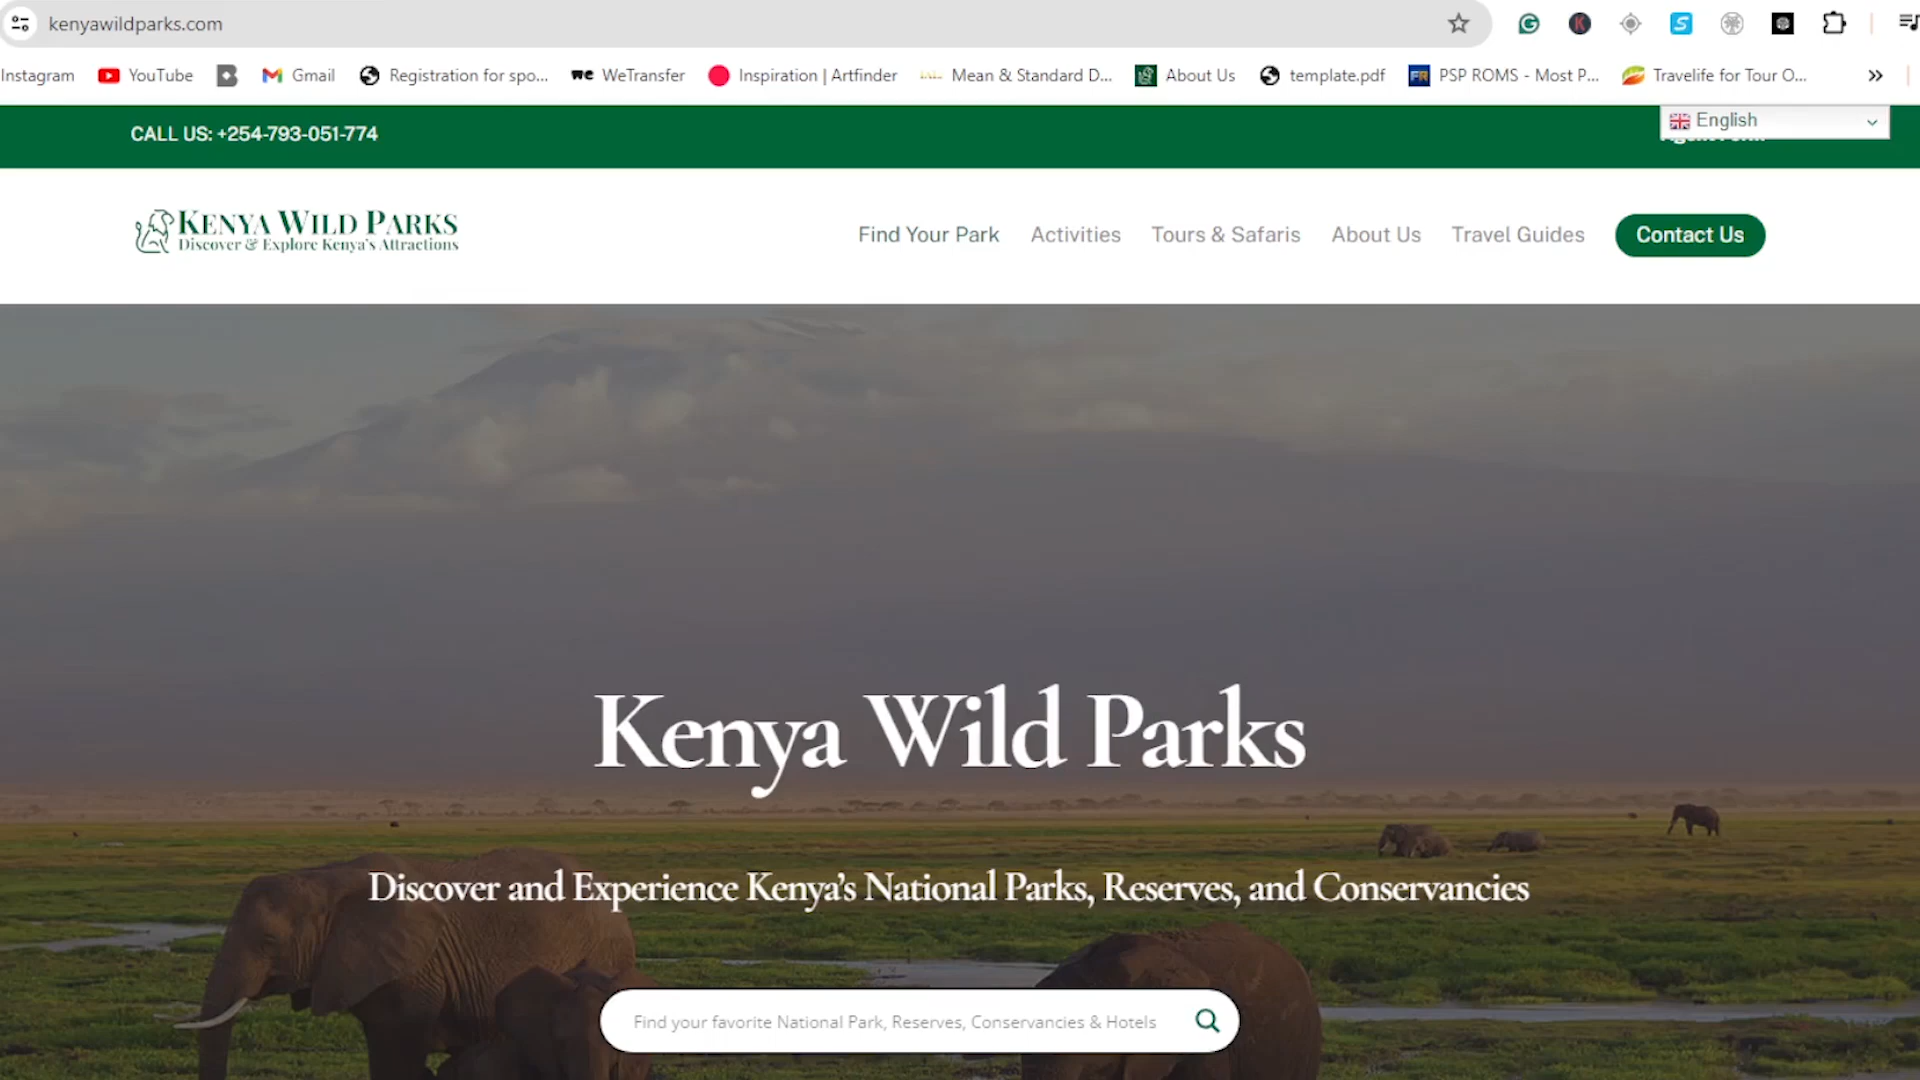 kenyawildparks.com
Instagram YouTube Gmail Registration for spo... WeTransfer Inspiration | Artfinder Mean & Standard D... About Us template.pdf PSP ROMS - Most P... Travelife for Tour O...
CALL US: +254-793-051-774
English
KENYA WILD PARKS
Discover & Explore Kenya's Attractions
Find Your Park Activities Tours & Safaris About Us Travel Guides Contact Us
Kenya Wild Parks
Discover and Experience Kenya's National Parks, Reserves, and Conservancies
Find your favorite National Park, Reserves, Conservancies & Hotels